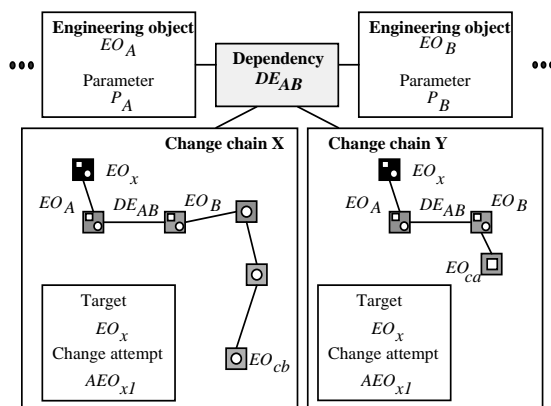 Engineering object
EO_A
Parameter
P_A
Dependency
DE_AB
Engineering object
EO_B
Parameter
P_B
Change chain X
EO_x
EO_A
DE_AB
EO_B
EO_cb
Target
EO_x
Change attempt
AEO_x1
Change chain Y
EO_x
EO_A
DE_AB
EO_B
EO_ca
Target
EO_x
Change attempt
AEO_x1